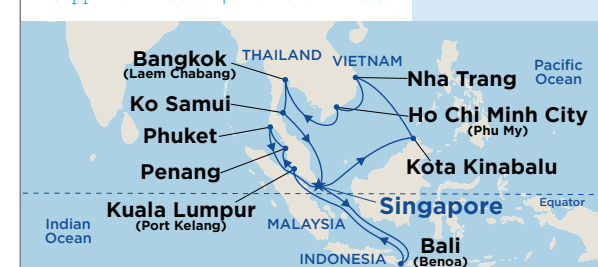 THAILAND
VIETNAM
Bangkok
(Laem Chabang)
Pacific
Ocean
Nha Trang
Ko Samui
Ho Chi Minh City
(Phu My)
Phuket
Penang
Kota Kinabalu
Kuala Lumpur
(Port Kelang)
Singapore
Equator
Indian
Ocean
MALAYSIA
INDONESIA
Bali
(Benoa)